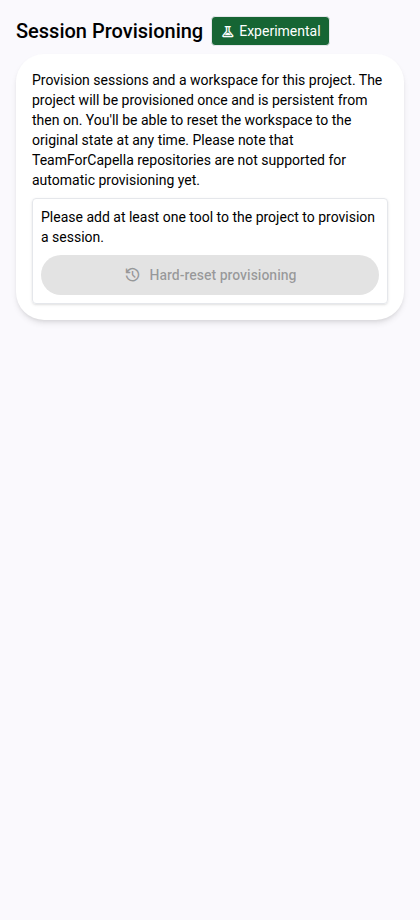 Session Provisioning Experimental
Provision sessions and a workspace for this project. The
project will be provisioned once and is persistent from
then on. You'll be able to reset the workspace to the
original state at any time. Please note that
TeamForCapella repositories are not supported for
automatic provisioning yet.
Please add at least one tool to the project to provision
a session.
Hard-reset provisioning